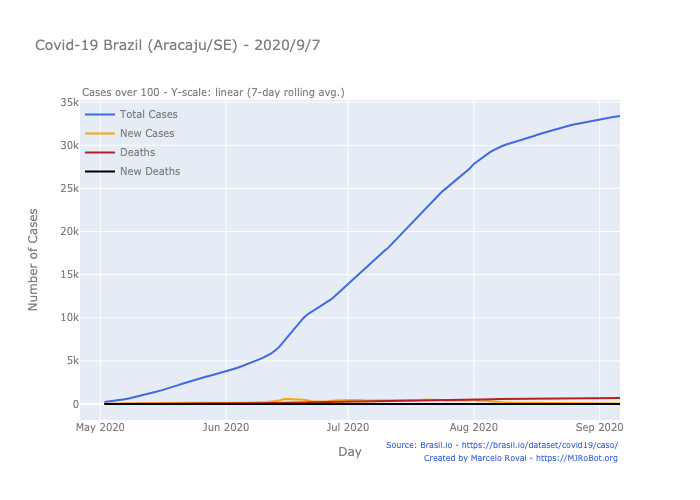 Covid-19 Brazil (Aracaju/SE) - 2020/9/7
Cases over 100 - Y-scale: linear (7-day rolling avg.)
35k
30k
25k
20k
15k
10k
5k
0
Total Cases
New Cases
Deaths
New Deaths
Number of Cases
May 2020 Jun 2020 Jul 2020 Aug 2020 Sep 2020
Day
Source: Brasil.io - https://brasil.io/dataset/covid19/caso/
Created by Marcelo Rovai - https://MJRoBot.org